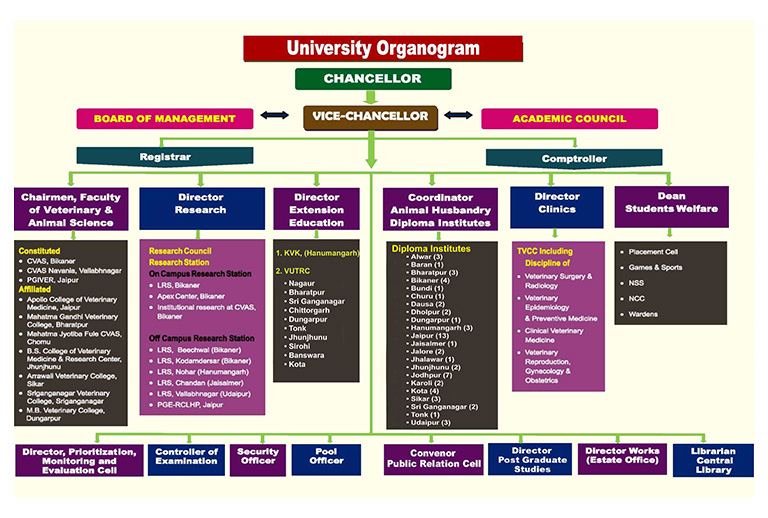 University Organogram
CHANCELLOR
BOARD OF MANAGEMENT
VICE-CHANCELLOR
ACADEMIC COUNCIL
Registrar
Comptroller
Chairmen, Faculty
of Veterinary &
Animal Science
Constituted
• CVAS, Bikaner
• CVAS Navania, Vallabhnagar
• PGIVER, Jaipur
Affiliated
• Apollo College of Veterinary
Medicine, Jaipur
• Mahatma Gandhi Veterinary
College, Bharatpur
• Mahatma Jyotiba Fule CVAS,
Chomu
• B.S. College of Veterinary
Medicine & Research Center,
Jhunjhunu
• Arrawali Veterinary College,
Sikar
• Sriganganagar Veterinary
College, Sriganganagar
• M.B. Veterinary College,
Dungarpur
Director
Research
Research Council
Research Station
On Campus Research Station
• LRS, Bikaner
• Apex Center, Bikaner
• Institutional research at CVAS,
Bikaner
Off Campus Research Station
• LRS, Beechwal (Bikaner)
• LRS, Kodamdersar (Bikaner)
• LRS, Nohar (Hanumangarh)
• LRS, Chandan (Jaisalmer)
• LRS, Vallabhnagar (Udaipur)
• PGE-RCLHP, Jaipur
Director
Extension
Education
1. KVK, (Hanumangarh)
2. VUTRC
• Nagaur
• Bharatpur
• Sri Ganganagar
• Chittorgarh
• Dungarpur
• Tonk
• Jhunjhunu
• Sirohi
• Banswara
• Kota
Coordinator
Animal Husbandry
Diploma Institutes
Diploma Institutes
• Alwar (3)
• Baran (1)
• Bharatpur (3)
• Bikaner (4)
• Bundi (1)
• Churu (1)
• Dausa (2)
• Dholpur (2)
• Dungarpur (1)
• Hanumangarh (3)
• Jaipur (13)
• Jaisalmer (1)
• Jalore (2)
• Jhalawar (1)
• Jhunjhunu (2)
• Jodhpur (7)
• Karoli (2)
• Kota (4)
• Sikar (3)
• Sri Ganganagar (2)
• Tonk (1)
• Udaipur (3)
Director
Clinics
TVCC Including
Discipline of
• Veterinary Surgery &
Radiology
• Veterinary
Epidemiology
& Preventive Medicine
• Clinical Veterinary
Medicine
• Veterinary
Reproduction,
Gynecology &
Obstetrics
Dean
Students Welfare
• Placement Cell
• Games & Sports
• NSS
• NCC
• Wardens
Director, Prioritization,
Monitoring and
Evaluation Cell
Controller of
Examination
Security
Officer
Pool
Officer
Convenor
Public Relation Cell
Director
Post Graduate
Studies
Director Works
(Estate Office)
Librarian
Central
Library